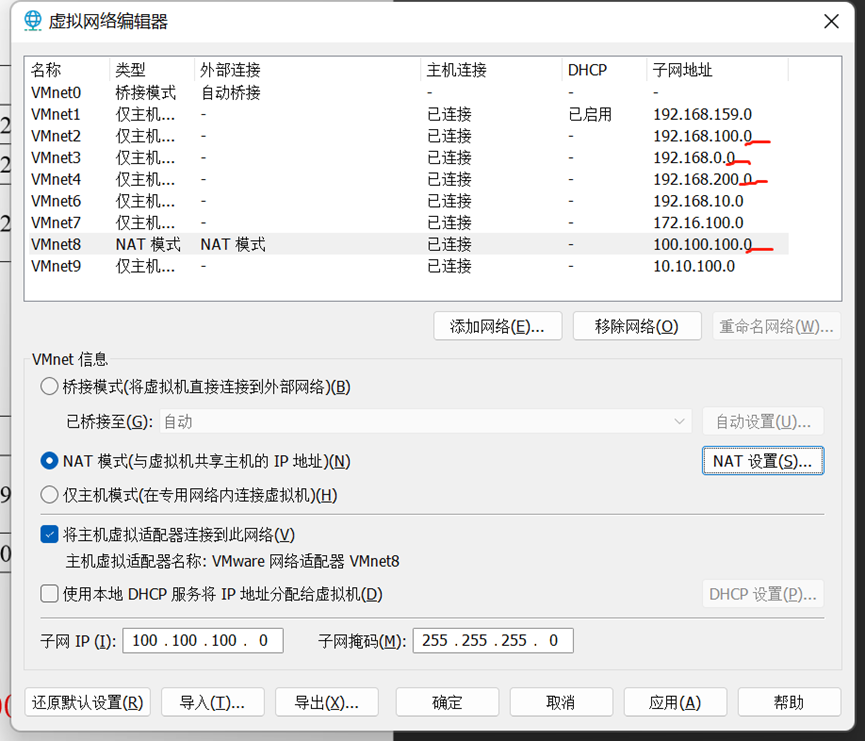 虚拟网络编辑器
名称 类型 外部连接 主机连接 DHCP 子网地址
VMnet0 桥接模式 自动桥接 - - -
VMnet1 仅主机... - 已连接 已启用 192.168.159.0
VMnet2 仅主机... - 已连接 - 192.168.100.0
VMnet3 仅主机... - 已连接 - 192.168.0.0
VMnet4 仅主机... - 已连接 - 192.168.200.0
VMnet6 仅主机... - 已连接 - 192.168.10.0
VMnet7 仅主机... - 已连接 - 172.16.100.0
VMnet8 NAT 模式 NAT 模式 已连接 - 100.100.100.0
VMnet9 仅主机... - 已连接 - 10.10.100.0
添加网络(E)... 移除网络(O) 重命名网络(W)...
VMnet 信息
桥接模式(将虚拟机直接连接到外部网络)(B)
已桥接至(G): 自动 自动设置(U)...
NAT 模式(与虚拟机共享主机的 IP 地址)(N) NAT 设置(S)...
仅主机模式(在专用网络内连接虚拟机)(H)
将主机虚拟适配器连接到此网络(V)
主机虚拟适配器名称: VMware 网络适配器 VMnet8
使用本地 DHCP 服务将 IP 地址分配给虚拟机(D) DHCP 设置(P)...
子网 IP (I): 100 . 100 . 100 . 0 子网掩码(M): 255 . 255 . 255 . 0
还原默认设置(R) 导入(T)... 导出(X)... 确定 取消 应用(A) 帮助